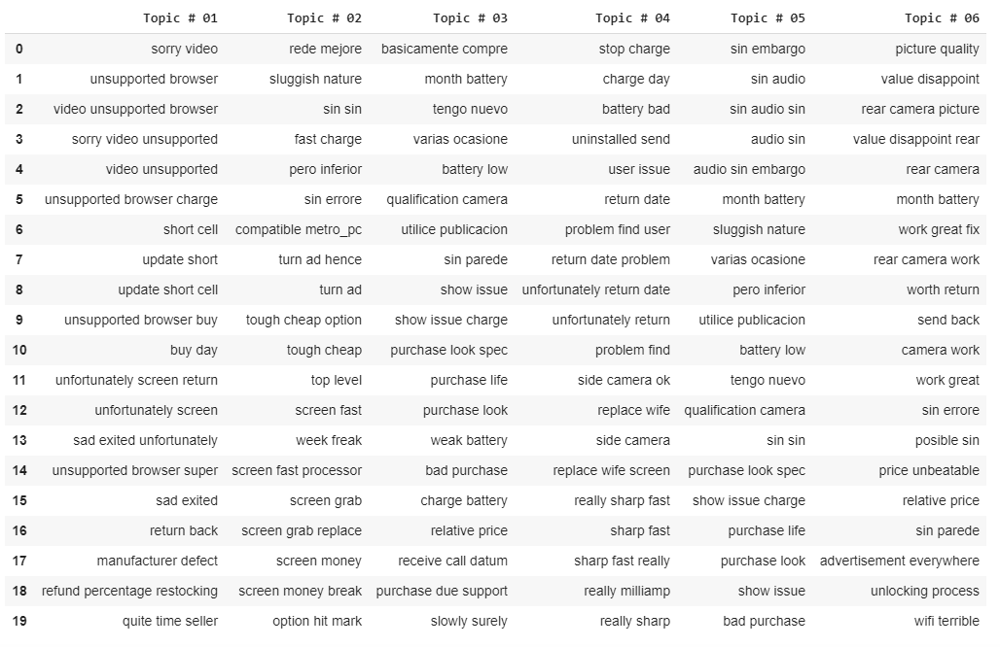 Topic # 01 Topic # 02 Topic # 03 Topic # 04 Topic # 05 Topic # 06
0 sorry video rede mejore basicamente compre stop charge sin embargo picture quality
1 unsupported browser sluggish nature month battery charge day sin audio value disappoint
2 video unsupported browser sin sin tengo nuevo battery bad sin audio sin rear camera picture
3 sorry video unsupported fast charge varias ocasione uninstalled send audio sin value disappoint rear
4 video unsupported pero inferior battery low user issue audio sin embargo rear camera
5 unsupported browser charge sin errore qualification camera return date month battery month battery
6 short cell compatible metro_pc utilice publicacion problem find user sluggish nature work great fix
7 update short turn ad hence sin parede return date problem varias ocasione rear camera work
8 update short cell turn ad show issue unfortunately return date pero inferior worth return
9 unsupported browser buy tough cheap option show issue charge unfortunately return utilice publicacion send back
10 buy day tough cheap purchase look spec problem find battery low camera work
11 unfortunately screen return top level purchase life side camera ok tengo nuevo work great
12 unfortunately screen screen fast purchase look replace wife qualification camera sin errore
13 sad exited unfortunately week freak weak battery side camera sin sin posible sin
14 unsupported browser super screen fast processor bad purchase replace wife screen purchase look spec price unbeatable
15 sad exited screen grab charge battery really sharp fast show issue charge relative price
16 return back screen grab replace relative price sharp fast purchase life sin parede
17 manufacturer defect screen money receive call datum sharp fast really purchase look advertisement everywhere
18 refund percentage restocking screen money break purchase due support really milliamp show issue unlocking process
19 quite time seller option hit mark slowly surely really sharp bad purchase wifi terrible